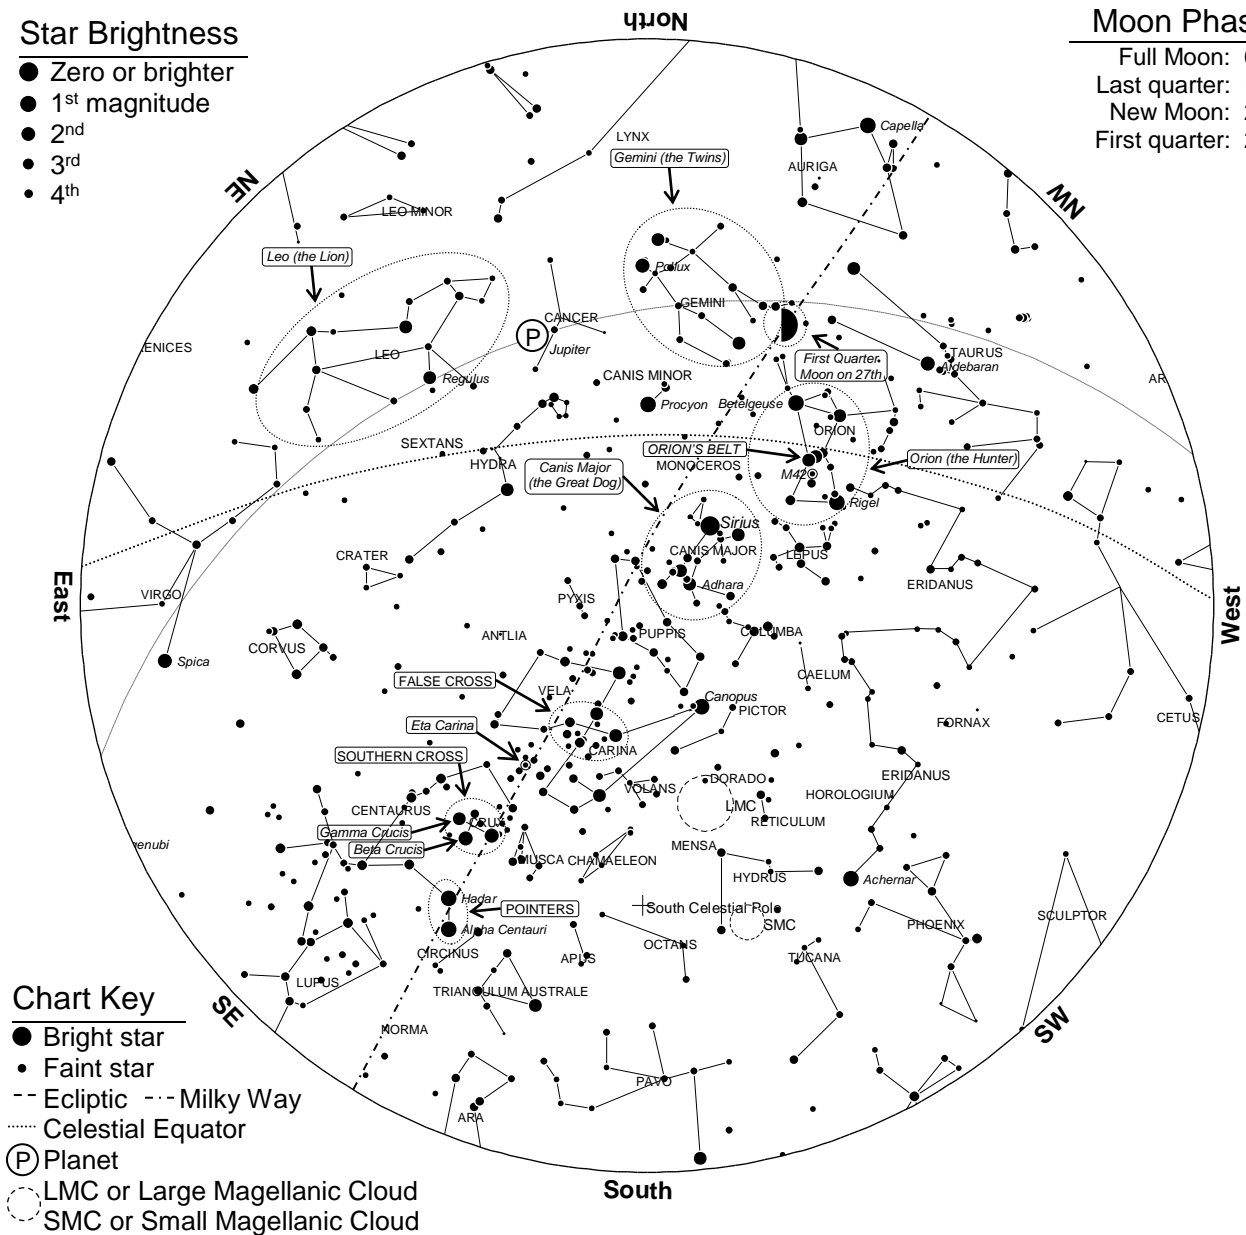 North
Star Brightness
Zero or brighter
1st magnitude
2nd
3rd
4th
Moon Phas
Full Moon:
Last quarter:
New Moon: 2
First quarter: 2
NE
NW
LYNX
Gemini (the Twins)
Capella
AURIGA
LEO MINOR
Leo (the Lion)
Pollux
GEMINI
CANCER
P
Jupiter
ENICES
LEO
Regulus
CANIS MINOR
Procyon
First Quarter
Moon on 27th
TAURUS
Aldebaran
AR
Betelgeuse
ORION
SEXTANS
HYDRA
ORION'S BELT
MONOCEROS
M42
Orion (the Hunter)
Canis Major
(the Great Dog)
Rigel
Sirius
CANIS MAJOR
LEPUS
CRATER
Adhara
ERIDANUS
East
West
VIRGO
PYXIS
ANTLIA
PUPPIS
COLUMBA
CORVUS
Spica
CAELUM
FALSE CROSS
VELA
Canopus
PICTOR
FORNAX
CETUS
Eta Carina
CARINA
SOUTHERN CROSS
VOLANS
DORADO
ERIDANUS
HOROLOGIUM
LMC
RETICULUM
CENTAURUS
CRUX
Gamma Crucis
Beta Crucis
MENSA
genubi
MUSCA
CHAMAELEON
HYDRUS
Achernar
Hadar
POINTERS
South Celestial Pole
SMC
PHOENIX
SCULPTOR
Alpha Centauri
OCTANS
CIRCINUS
APUS
TUCANA
LUPUS
TRIANGULUM AUSTRALE
SE
SW
NORMA
PAVO
ARA
South
Chart Key
Bright star
Faint star
Ecliptic
Milky Way
Celestial Equator
P Planet
LMC or Large Magellanic Cloud
SMC or Small Magellanic Cloud